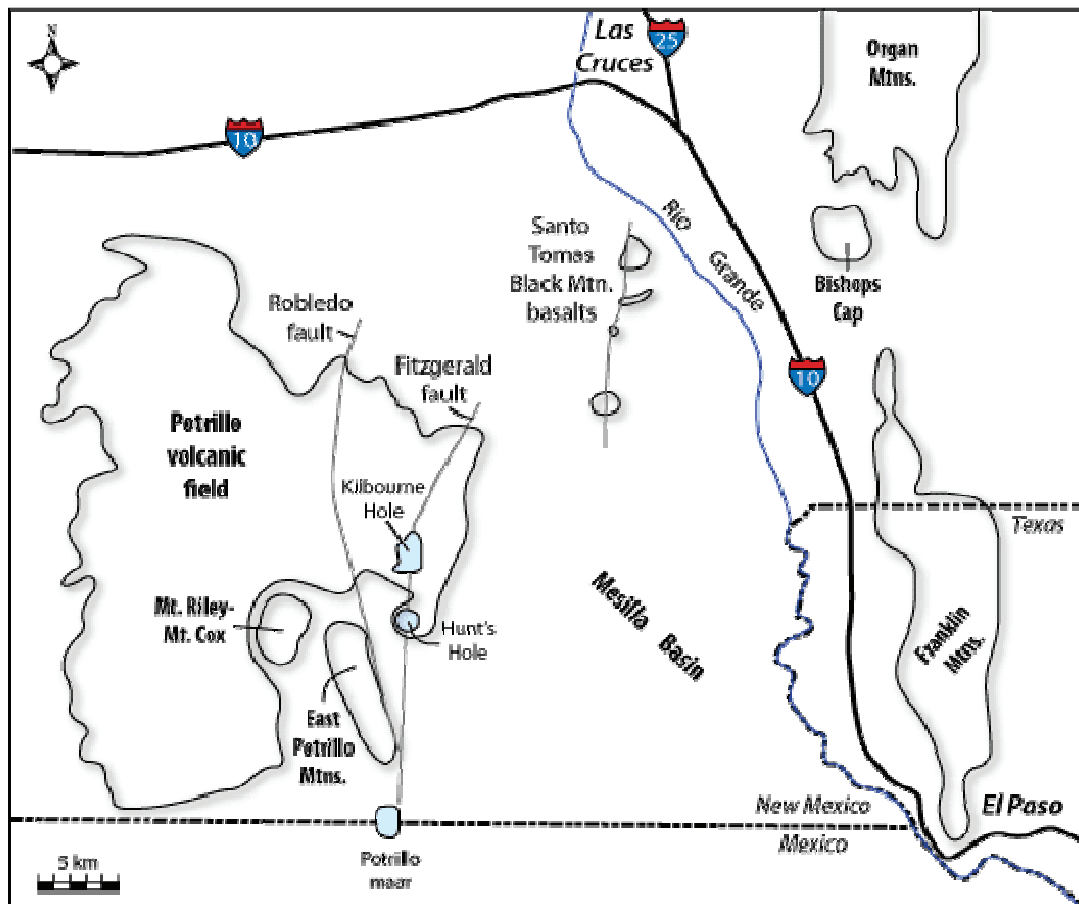 N
Las
Cruces
25
Organ
Mtns.
10
Rio
Grande
Santo
Tomas
Black Mtn.
basalts
Bishops
Cap
Robledo
fault
Fitzgerald
fault
10
Potrillo
volcanic
field
Kilbourne
Hole
Texas
Mt. Riley-
Mt. Cox
Hunt's
Hole
Mesilla Basin
Franklin
Mtns.
East
Potrillo
Mtns.
New Mexico
Mexico
El Paso
5 km
Potrillo
maar